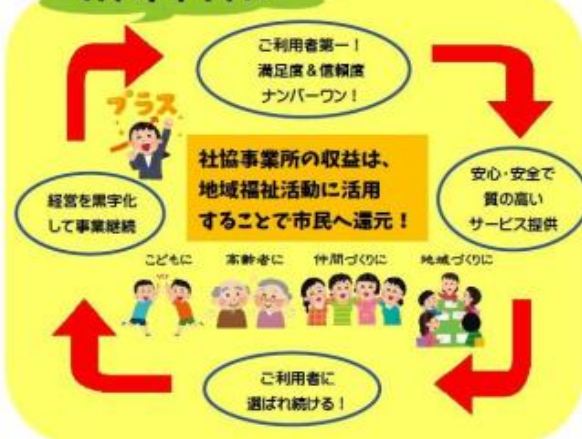 ご利用者第一！
満足度＆信頼度
ナンバーワン！
プラス
社協事業所の収益は、
地域福祉活動に活用
することで市民へ還元！
経営を黒字化
して事業継続
安心・安全で
質の高い
サービス提供
こどもに 高齢者に 仲間づくりに 地域づくりに
ご利用者に
選ばれ続ける！